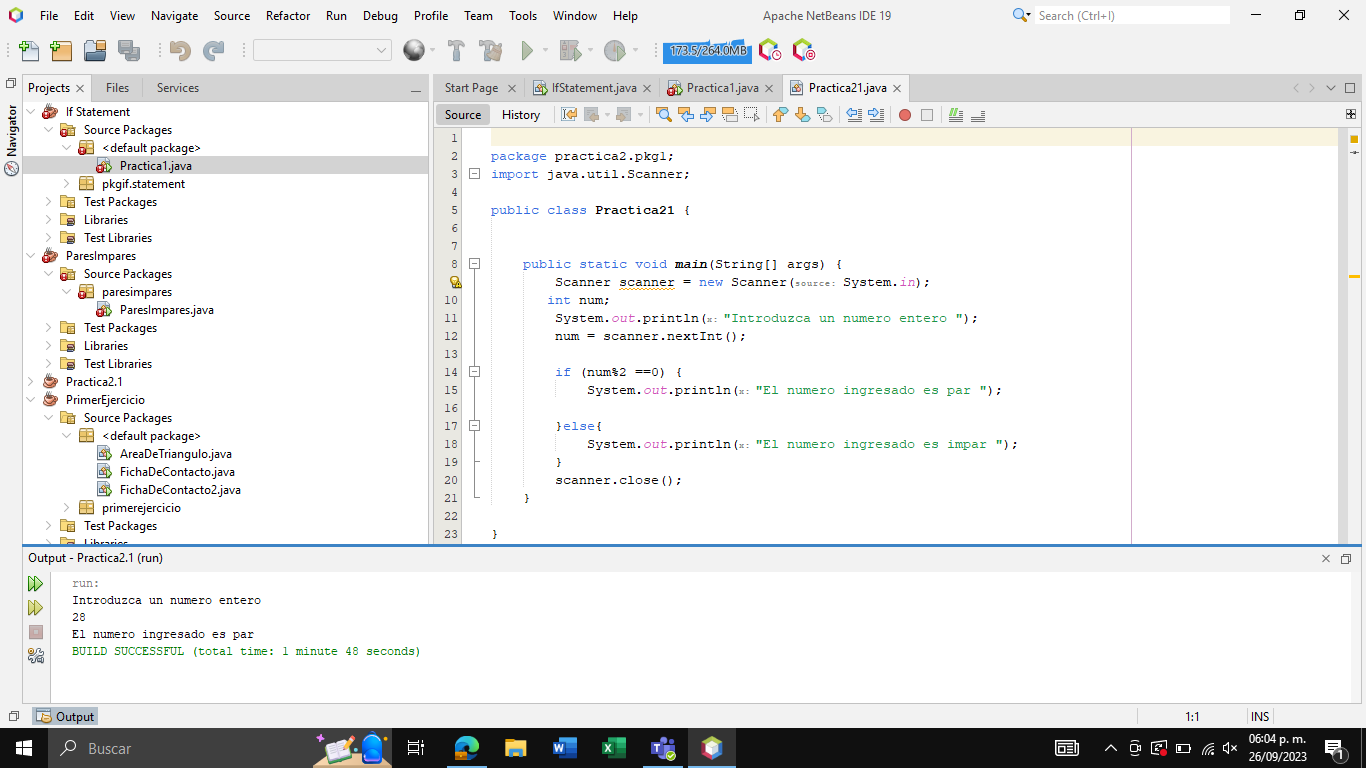 File Edit View Navigate Source Refactor Run Debug Profile Team Tools Window Help
Apache NetBeans IDE 19
Search (Ctrl+I)
173.5/264.0MB
Projects Files Services
Start Page IfStatement.java Practica1.java Practica21.java
Navigator
Source History
If Statement
Source Packages
<default package>
Practica1.java
pkgif.statement
Test Packages
Libraries
Test Libraries
ParesImpares
Source Packages
paresimpares
ParesImpares.java
Test Packages
Libraries
Test Libraries
Practica2.1
PrimerEjercicio
Source Packages
<default package>
AreaDeTriangulo.java
FichaDeContacto.java
FichaDeContacto2.java
primerejercicio
Test Packages
Libraries
1
2 package practica2.pkg1;
3 import java.util.Scanner;
4
5 public class Practica21 {
6
7
8 public static void main(String[] args) {
Scanner scanner = new Scanner(source: System.in);
10 int num;
11 System.out.println(x: "Introduzca un numero entero ");
12 num = scanner.nextInt();
13
14 if (num%2 ==0) {
15 System.out.println(x: "El numero ingresado es par ");
16
17 }else{
18 System.out.println(x: "El numero ingresado es impar ");
19 }
20 scanner.close();
21 }
22
23 }
Output - Practica2.1 (run)
run:
Introduzca un numero entero
28
El numero ingresado es par
BUILD SUCCESSFUL (total time: 1 minute 48 seconds)
Output
1:1 INS
Buscar
06:04 p. m.
26/09/2023
1